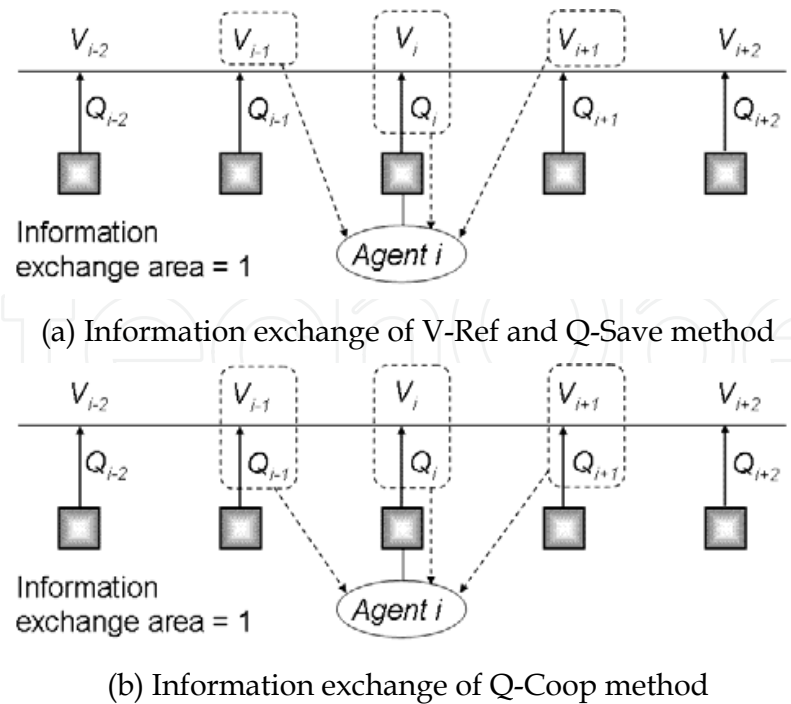 V_{i-2} V_{i-1} V_i V_{i+1} V_{i+2}
Q_{i-2} Q_{i-1} Q_i Q_{i+1} Q_{i+2}
Information
exchange area = 1
Agent i
(a) Information exchange of V-Ref and Q-Save method
V_{i-2} V_{i-1} V_i V_{i+1} V_{i+2}
Q_{i-2} Q_{i-1} Q_i Q_{i+1} Q_{i+2}
Information
exchange area = 1
Agent i
(b) Information exchange of Q-Coop method